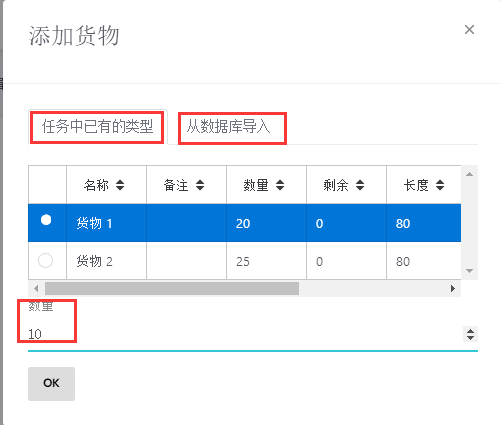 添加货物 ×
任务中已有的类型 从数据库导入
名称 备注 数量 剩余 长度
货物 1 20 0 80
货物 2 25 0 80
数量
10
OK